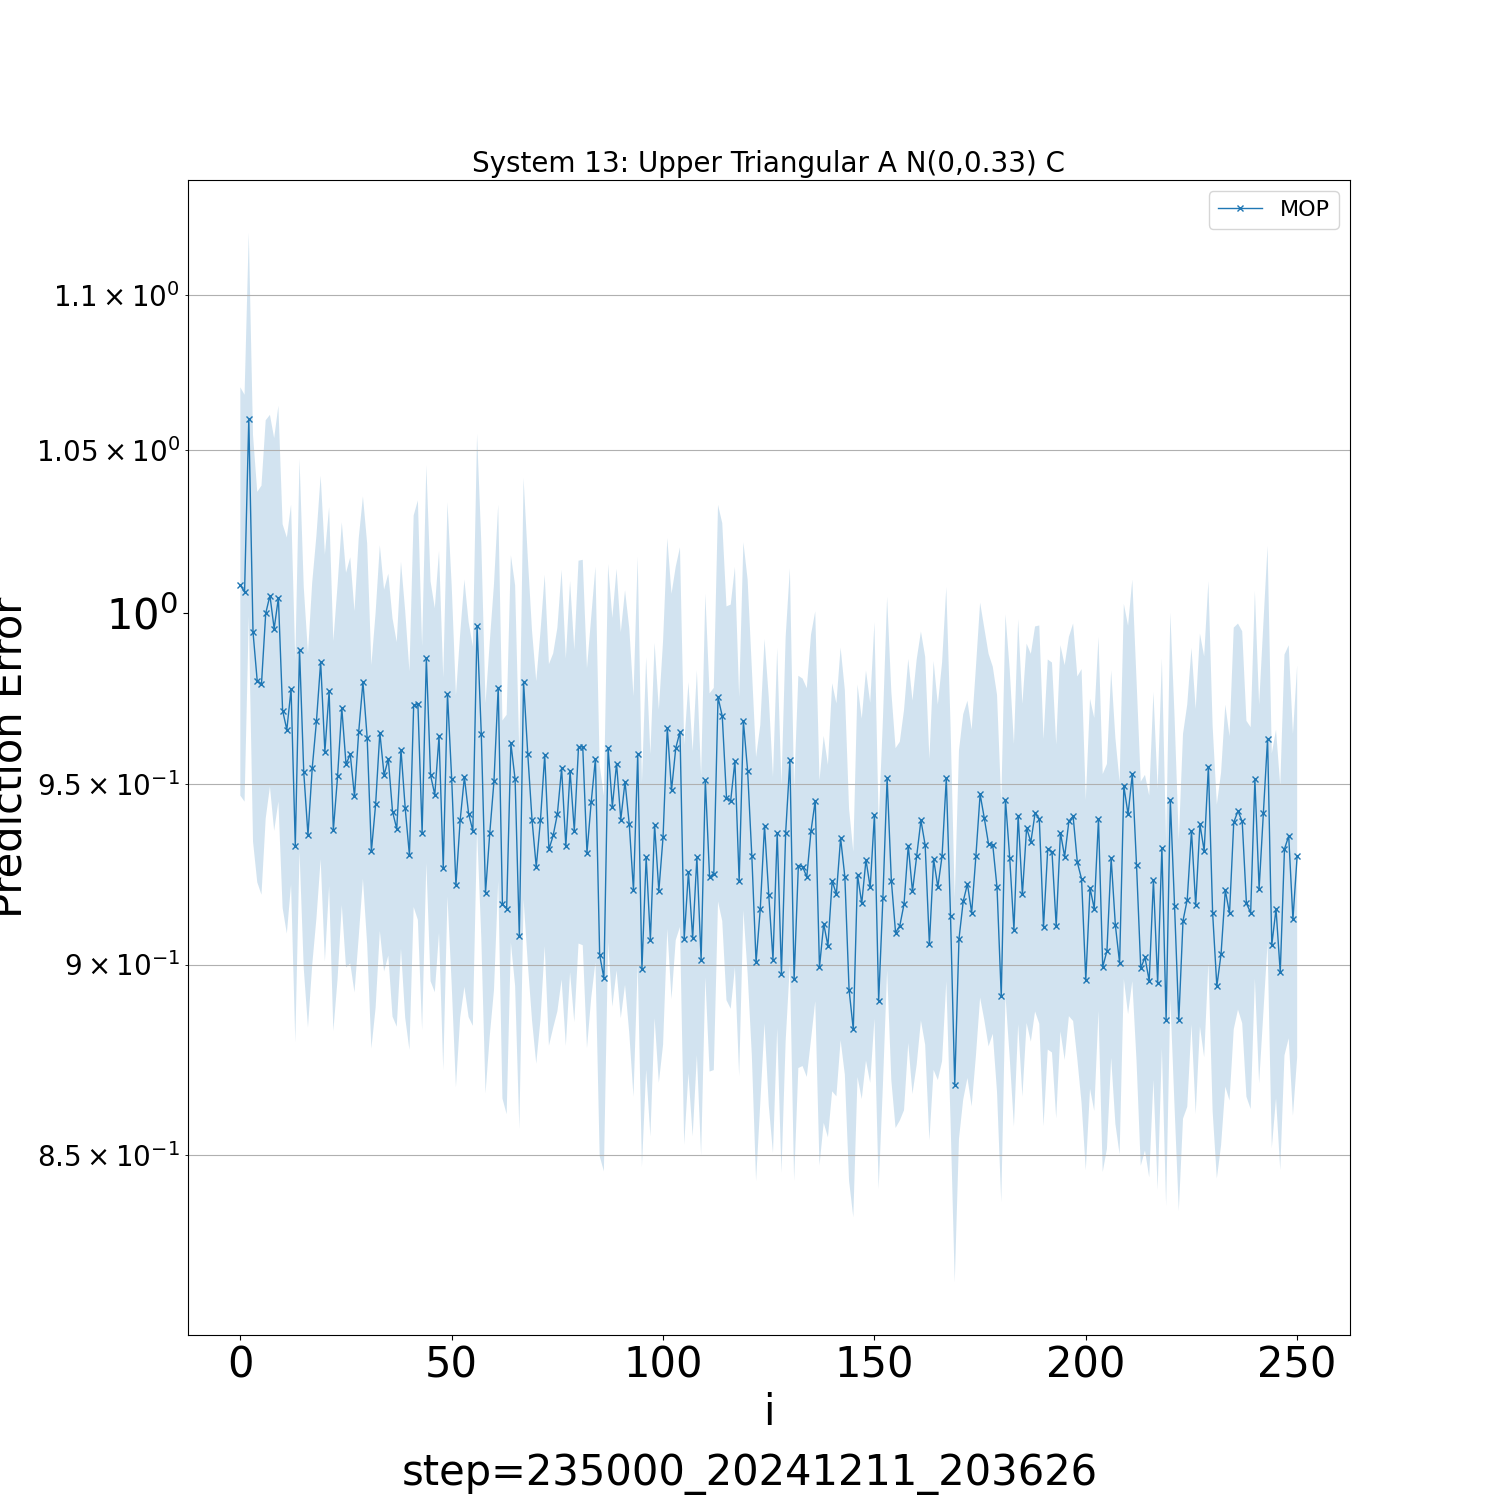 System 13: Upper Triangular A N(0,0.33) C
MOP
1.1 × 10⁰
1.05 × 10⁰
10⁰
9.5 × 10⁻¹
9 × 10⁻¹
8.5 × 10⁻¹
Prediction Error
0 50 100 150 200 250
i
step=235000_20241211_203626